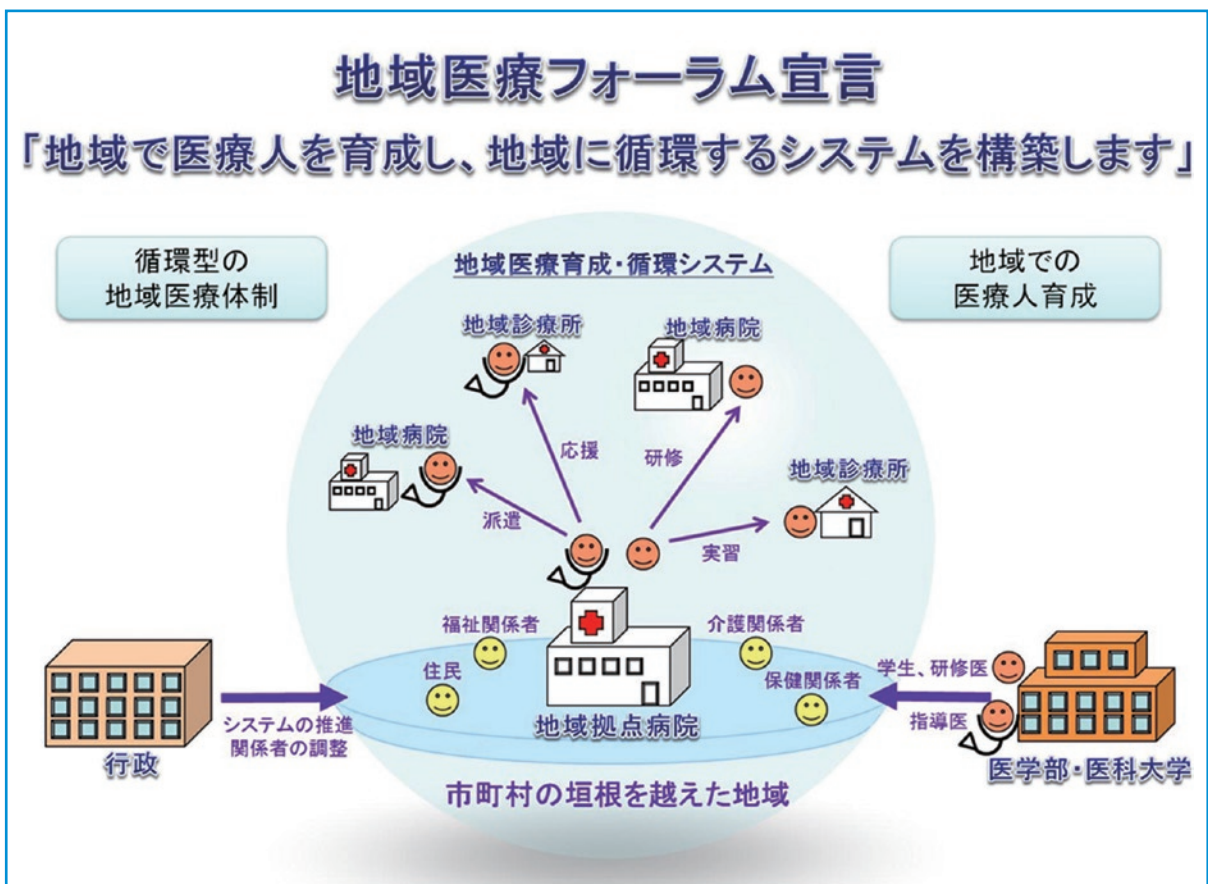 地域医療フォーラム宣言
「地域で医療人を育成し、地域に循環するシステムを構築します」
循環型の
地域医療体制
地域医療育成・循環システム
地域での
医療人育成
地域診療所
地域病院
地域病院
応援
研修
地域診療所
派遣
実習
福祉関係者
介護関係者
住民
保健関係者
学生、研修医
システムの推進
関係者の調整
地域拠点病院
指導医
行政
医学部・医科大学
市町村の垣根を越えた地域